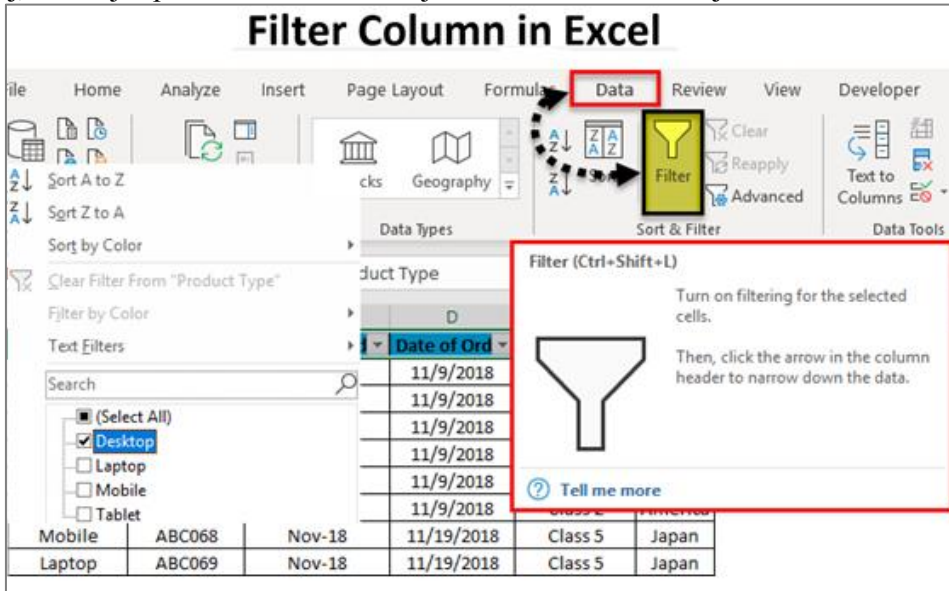 Filter Column in Excel
ile Home Analyze Insert Page Layout Formulas Data Review View Developer
cks Geography
Sort
Filter
Clear
Reapply
Advanced
Text to
Columns
Data Types Sort & Filter Data Tools
Sort A to Z
Sort Z to A
Sort by Color
Clear Filter From "Product Type"
Filter by Color
Text Filters
Search
(Select All)
Desktop
Laptop
Mobile
Tablet
duct Type
D
Date of Ord
11/9/2018
11/9/2018
11/9/2018
11/9/2018
11/9/2018
11/9/2018
Mobile ABC068 Nov-18 11/19/2018 Class 5 Japan
Laptop ABC069 Nov-18 11/19/2018 Class 5 Japan
Filter (Ctrl+Shift+L)
Turn on filtering for the selected
cells.
Then, click the arrow in the column
header to narrow down the data.
Tell me more